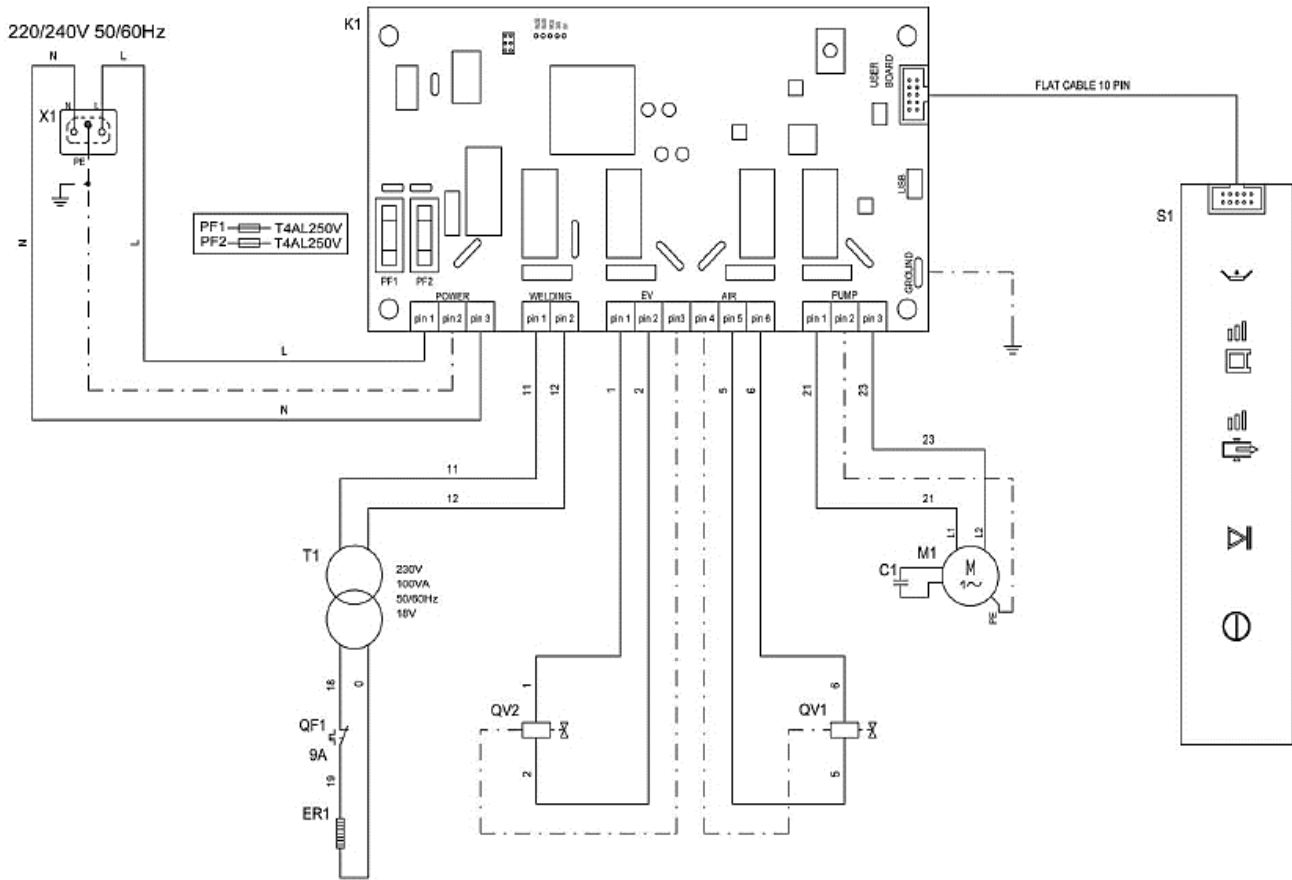 220/240V 50/60Hz
N
L
X1
N
L
PE
N
L
PF1 T4AL250V
PF2 T4AL250V
L
N
K1
USER BOARD
USB
GROUND
PF1
PF2
POWER
pin 1 pin 2 pin 3
WELDING
pin 1 pin 2
EV
pin 1 pin 2 pin3
AIR
pin 4 pin 5 pin 6
PUMP
pin 1 pin 2 pin 3
FLAT CABLE 10 PIN
S1
11
12
1
2
5
6
21
23
11
12
23
21
T1
230V
100VA
50/60Hz
18V
18
0
QF1
9A
19
ER1
QV2
1
2
QV1
6
5
L1
L2
M1
M
1~
C1
PE